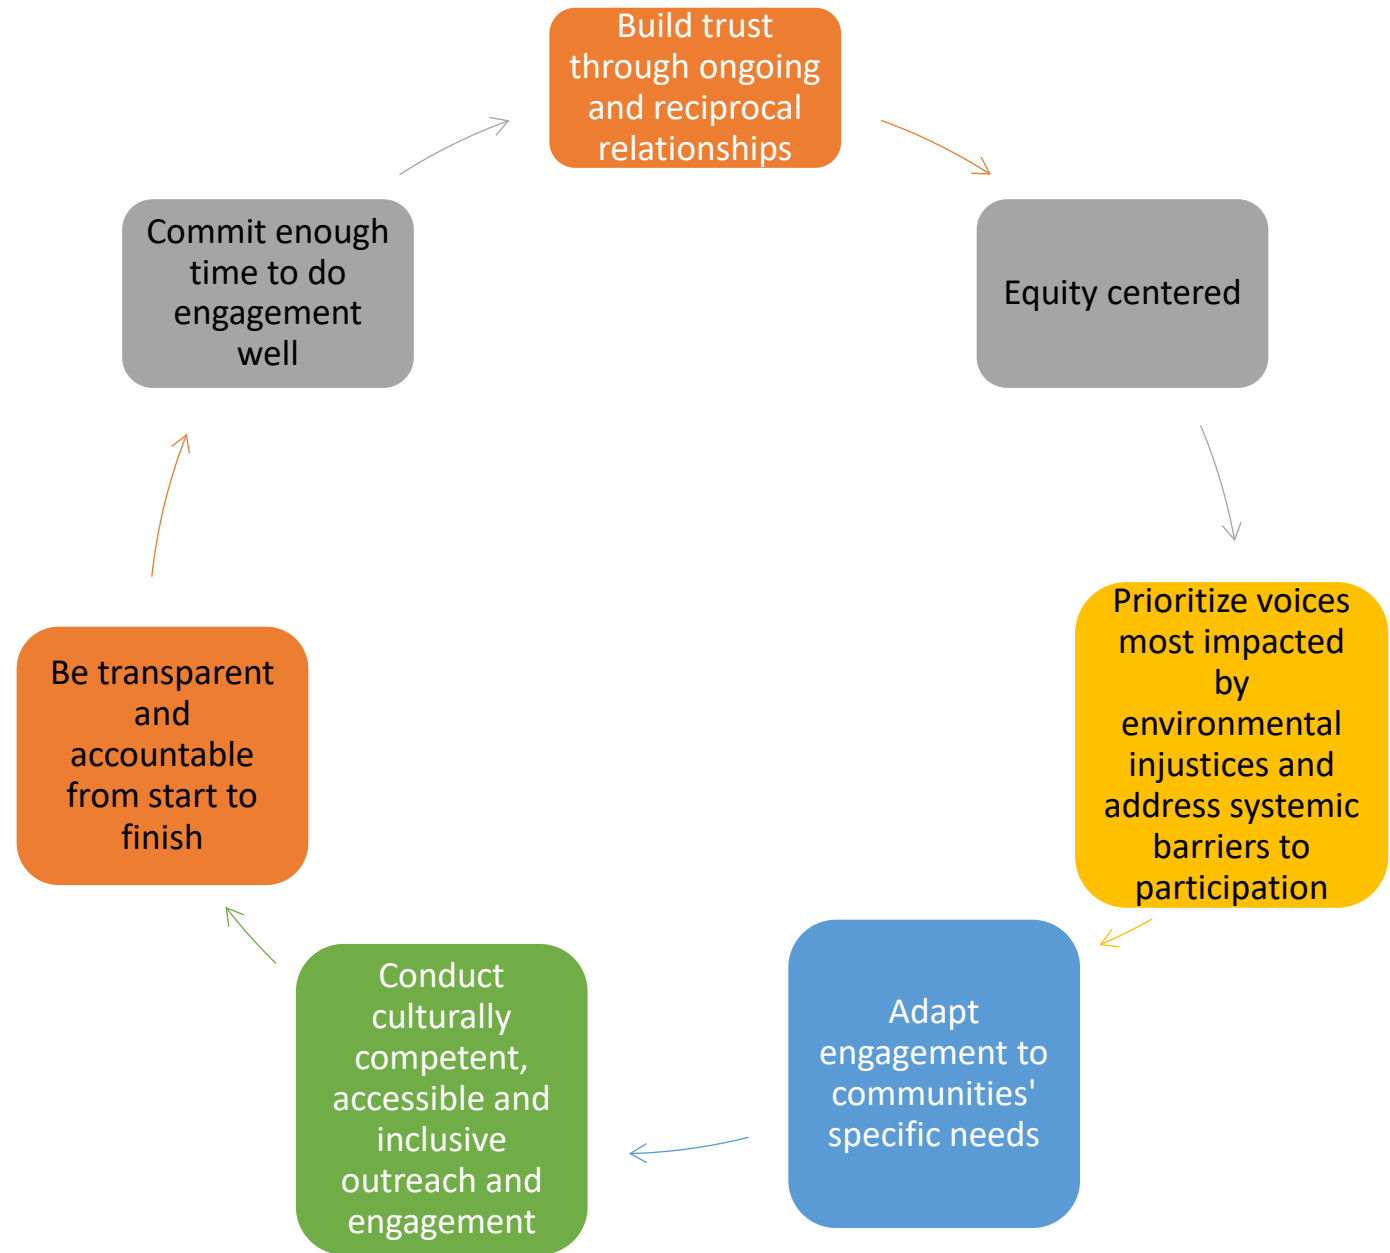 Build trust
through ongoing
and reciprocal
relationships
Equity centered
Prioritize voices
most impacted
by
environmental
injustices and
address systemic
barriers to
participation
Adapt
engagement to
communities'
specific needs
Conduct
culturally
competent,
accessible and
inclusive
outreach and
engagement
Be transparent
and
accountable
from start to
finish
Commit enough
time to do
engagement
well